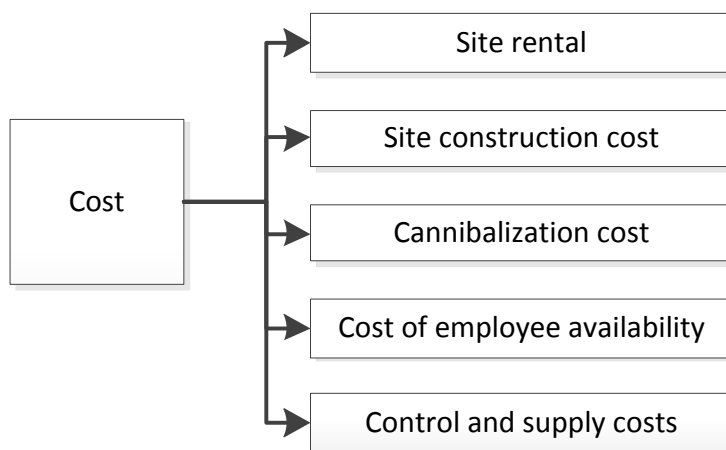 Site rental
Site construction cost
Cost
Cannibalization cost
Cost of employee availability
Control and supply costs